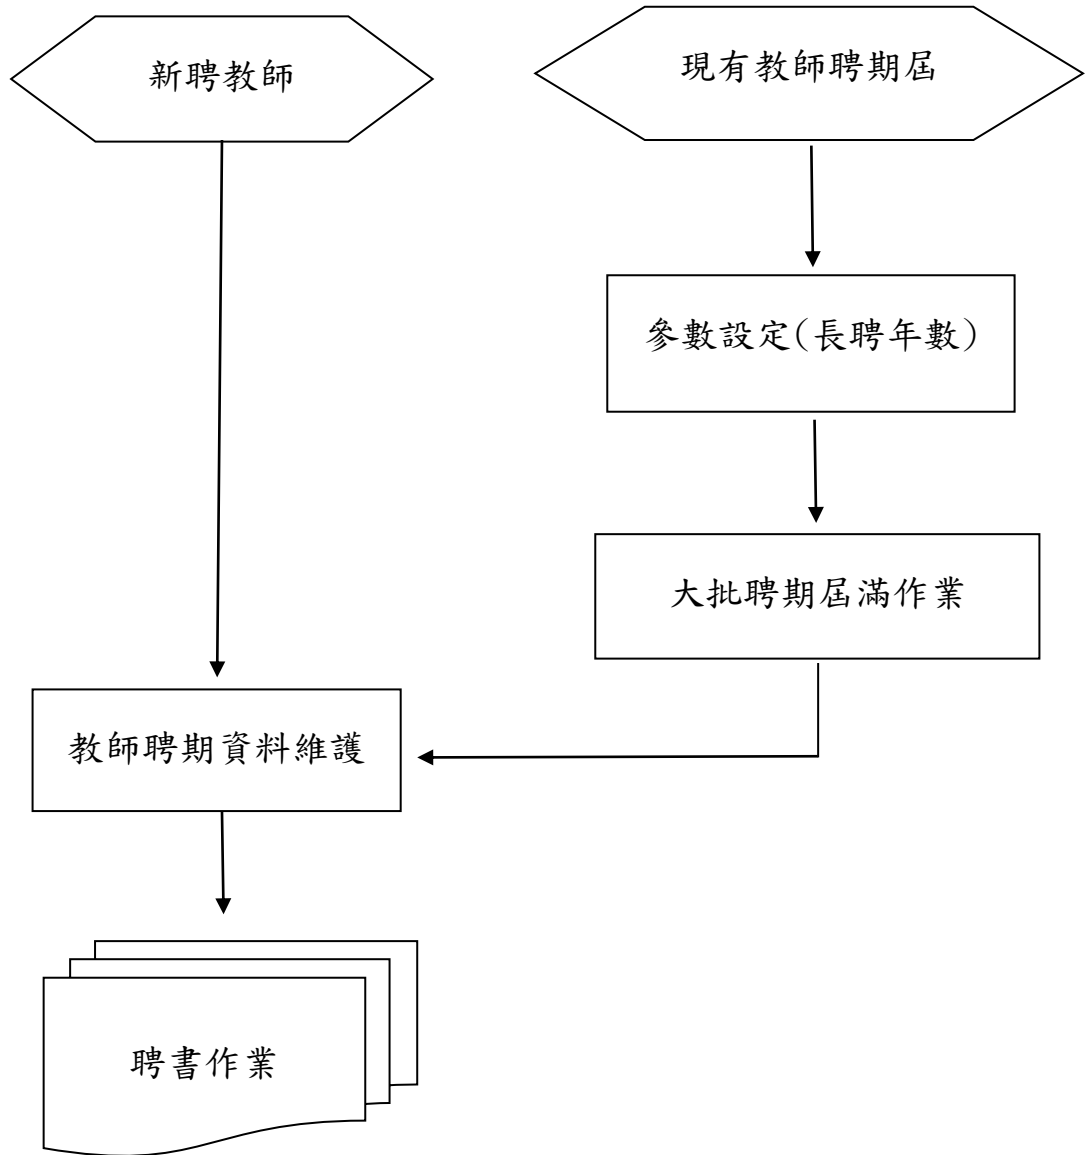 新聘教師
現有教師聘期屆
參數設定(長聘年數)
大批聘期屆滿作業
教師聘期資料維護
聘書作業